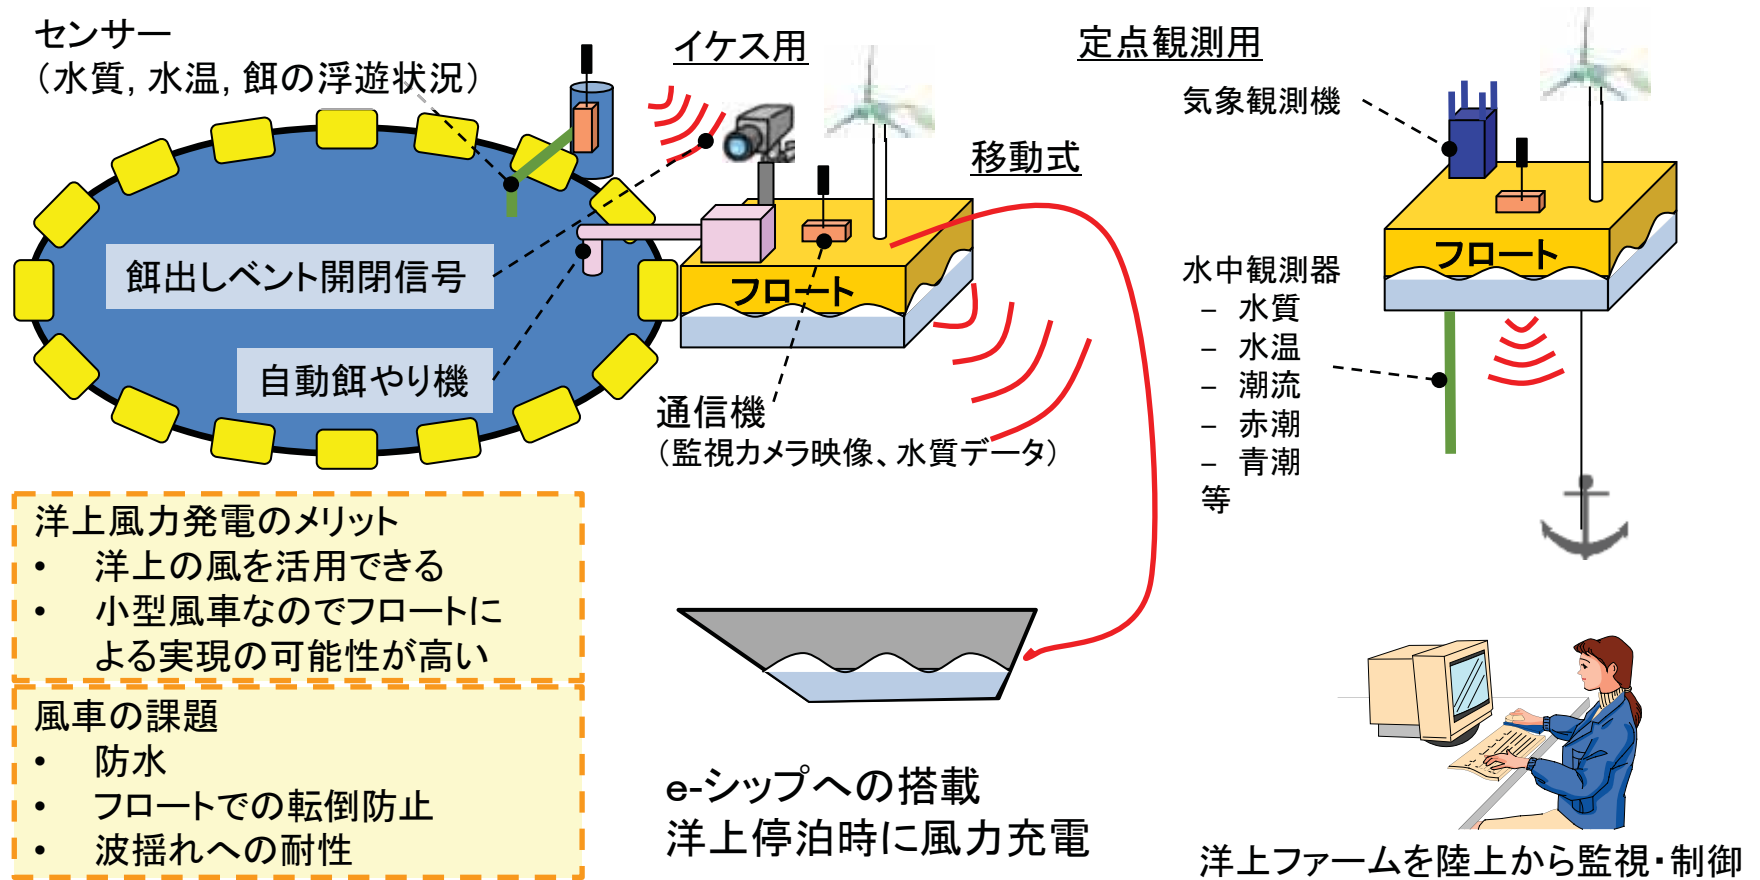 センサー
（水質, 水温, 餌の浮遊状況）
イケス用
定点観測用
気象観測機
移動式
フロート
フロート
餌出しベント開閉信号
自動餌やり機
水中観測器
– 水質
– 水温
– 潮流
– 赤潮
– 青潮
等
通信機
（監視カメラ映像、水質データ）
洋上風力発電のメリット
• 洋上の風を活用できる
• 小型風車なのでフロートに
よる実現の可能性が高い
風車の課題
• 防水
• フロートでの転倒防止
• 波揺れへの耐性
e-シップへの搭載
洋上停泊時に風力充電
洋上ファームを陸上から監視・制御